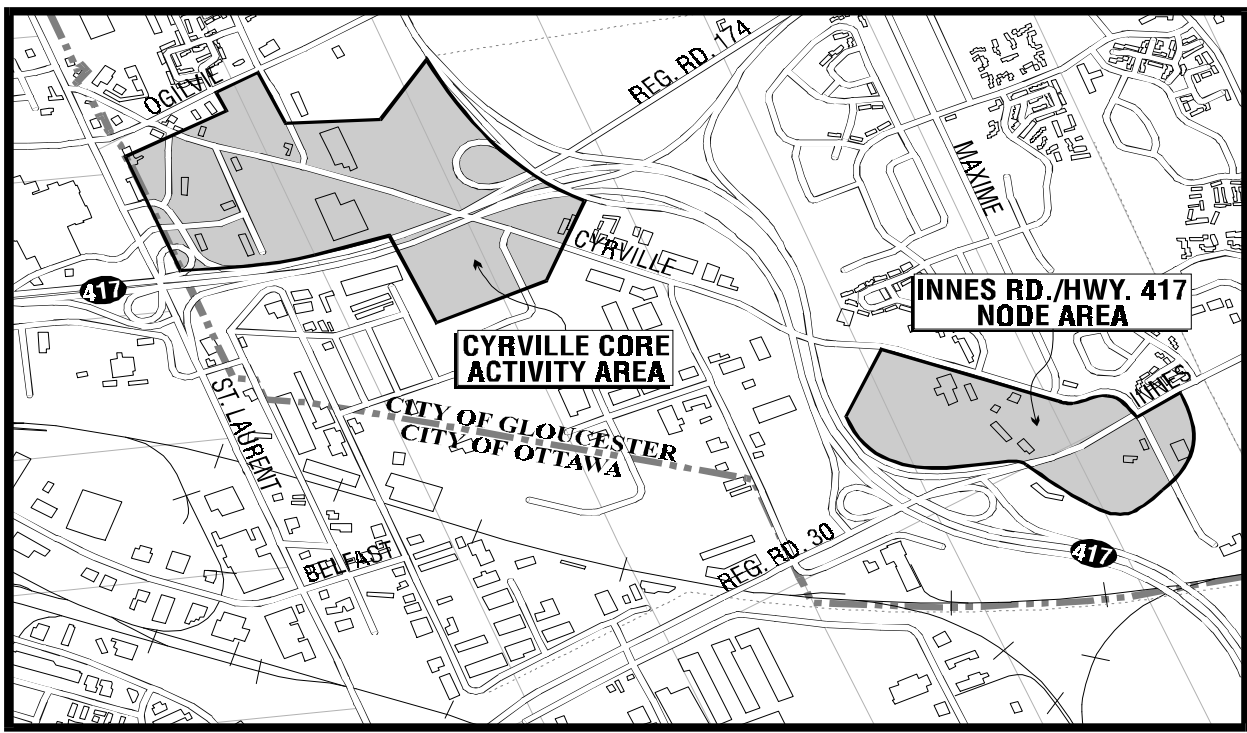 REG. RD. 174
OGILVIE
MAXIME
CYRVILLE
417
INNES RD./HWY. 417
NODE AREA
CYRVILLE CORE
ACTIVITY AREA
INNES
ST. LAURENT
CITY OF GLOUCESTER
CITY OF OTTAWA
BELFAST
REG. RD. 30
417